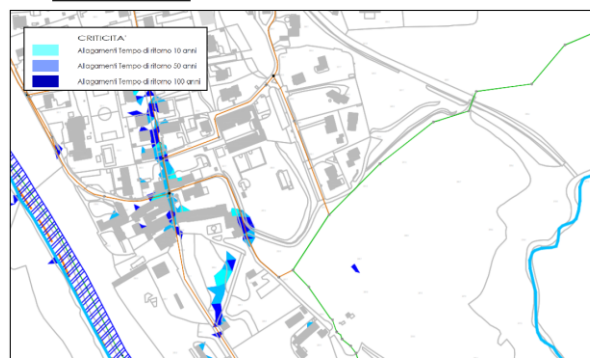 CRITICITA'
Allagamenti Tempo di ritorno 10 anni
Allagamenti Tempo di ritorno 50 anni
Allagamenti Tempo di ritorno 100 anni